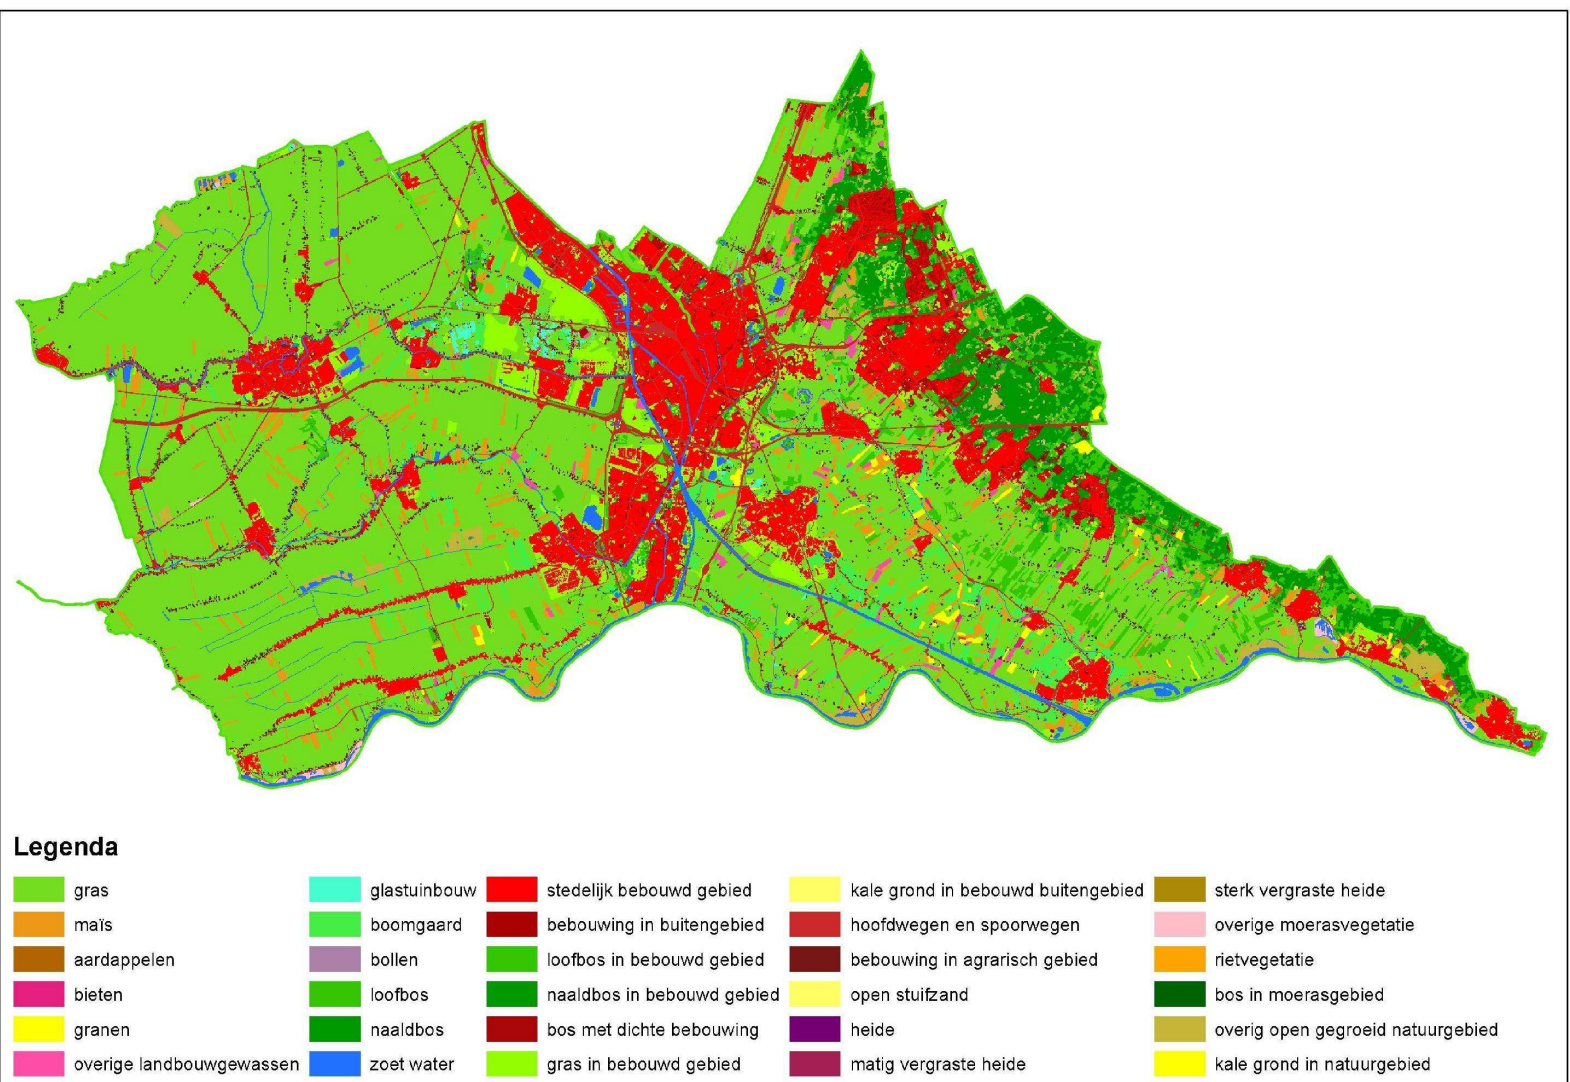 Legenda
gras
maïs
aardappelen
bieten
granen
overige landbouwgewassen
glastuinbouw
boomgaard
bollen
loofbos
naaldbos
zoet water
stedelijk bebouwd gebied
bebouwing in buitengebied
loofbos in bebouwd gebied
naaldbos in bebouwd gebied
bos met dichte bebouwing
gras in bebouwd gebied
kale grond in bebouwd buitengebied
hoofdwegen en spoorwegen
bebouwing in agrarisch gebied
open stuifzand
heide
matig vergraste heide
sterk vergraste heide
overige moerasvegetatie
rietvegetatie
bos in moerasgebied
overig open gegroeid natuurgebied
kale grond in natuurgebied